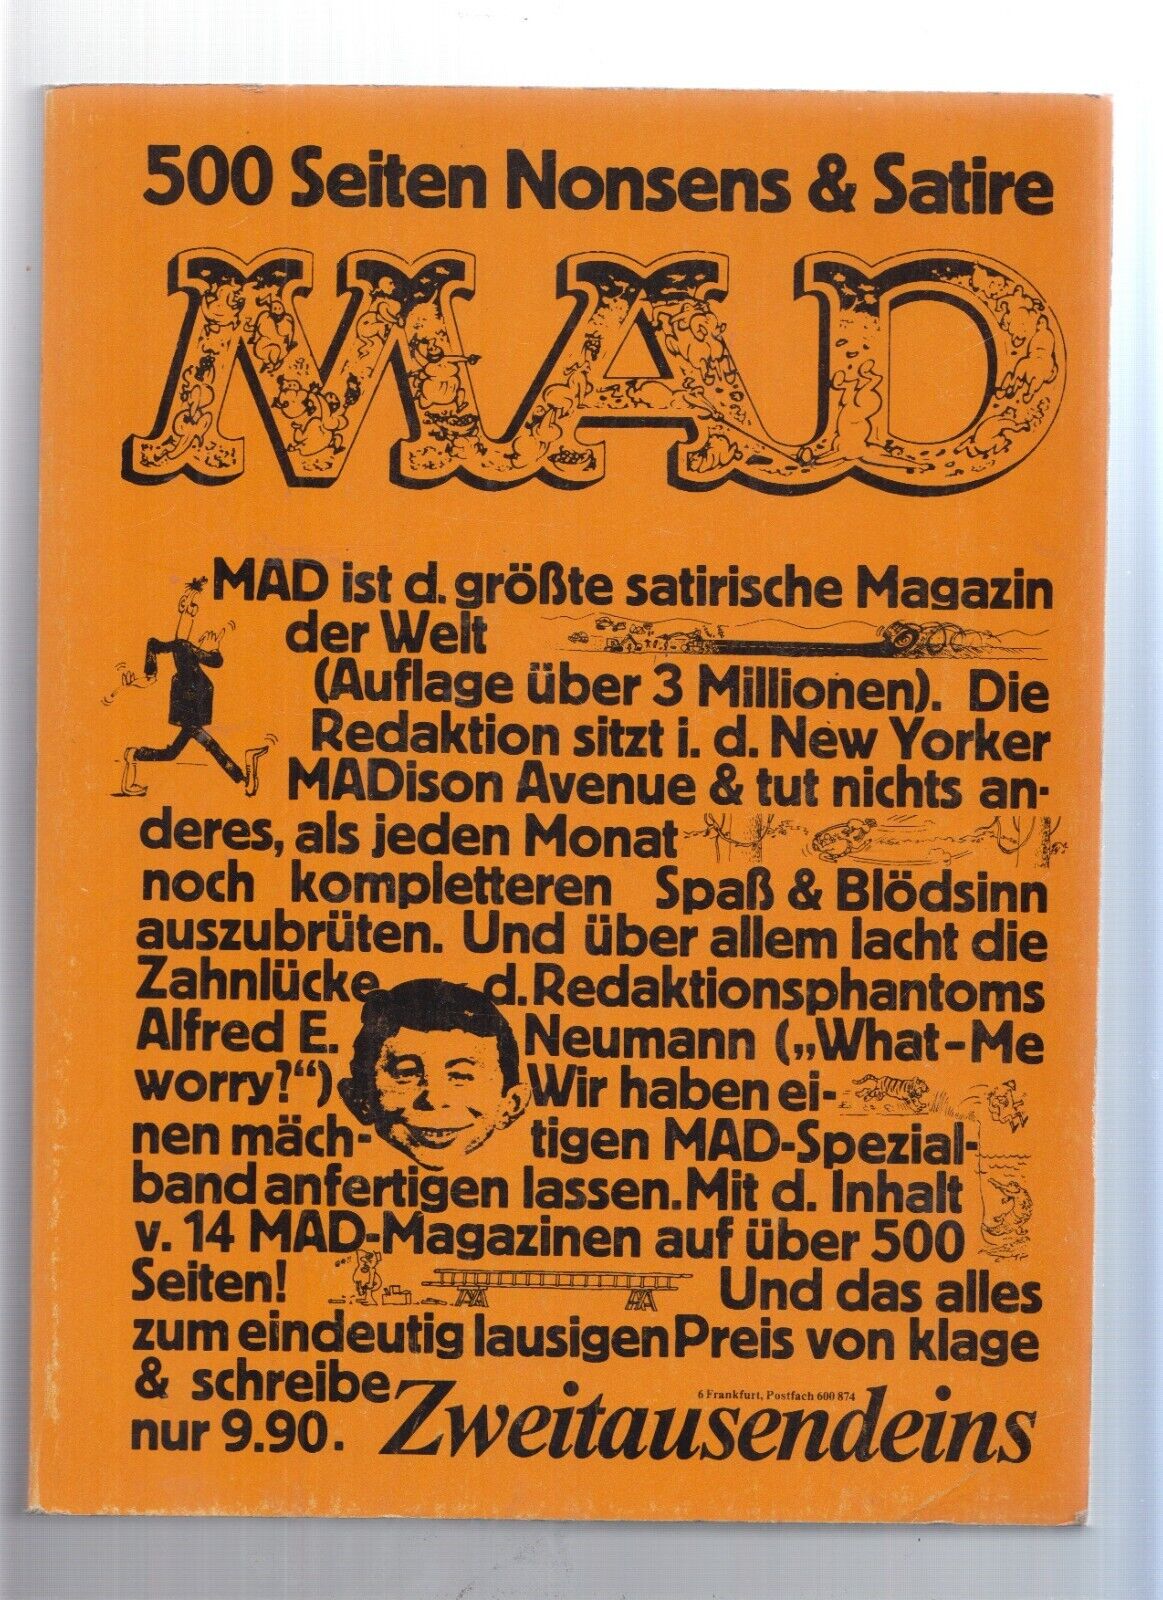 500 Seiten Nonsens & Satire
MAD
MAD ist d. größte satirische Magazin
der Welt
(Auflage über 3 Millionen). Die
Redaktion sitzt i. d. New Yorker
MADison Avenue & tut nichts an-
deres, als jeden Monat
noch kompletteren Spaß & Blödsinn
auszubrüten. Und über allem lacht die
Zahnlücke d. Redaktionsphantoms
Alfred E. Neumann („What-Me
worry?“) Wir haben ei-
nen mäch- tigen MAD-Spezial-
band anfertigen lassen. Mit d. Inhalt
v. 14 MAD-Magazinen auf über 500
Seiten! Und das alles
zum eindeutig lausigen Preis von klage
& schreibe
nur 9.90.
6 Frankfurt, Postfach 600 874
Zweitausendeins